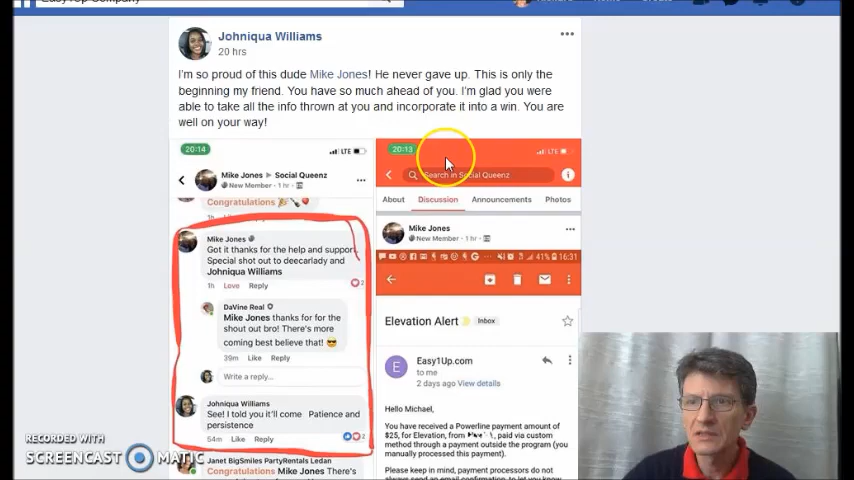 Easy1Up Company
Johniqua Williams
20 hrs
I'm so proud of this dude Mike Jones! He never gave up. This is only the
beginning my friend. You have so much ahead of you. I'm glad you were
able to take all the info thrown at you and incorporate it into a win. You are
well on your way!
20:14
LTE
Mike Jones ▸ Social Queenz
New Member · 1 hr
Congratulations
1h Like Reply
Mike Jones
Got it thanks for the help and support.
Special shot out to deecarlady and
Johniqua Williams
1h Love Reply
2
DaVine Real
Mike Jones thanks for for the
shout out bro! There's more
coming best believe that!
39m Like Reply
Write a reply...
Johniqua Williams
See! I told you it'll come Patience and
persistence
54m Like Reply
2
Janet BigSmiles PartyRentals Ledan
Congratulations Mike Jones There's
20:13
LTE
Search in Social Queenz
About Discussion Announcements Photos
Mike Jones
New Member · 1 hr
41% 16:31
Elevation Alert Inbox
E
Easy1Up.com
to me
2 days ago View details
Hello Michael,
You have received a Powerline payment amount of
$25, for Elevation, from
paid via custom
method through a payment outside the program (you
manually processed this payment).
Please keep in mind, payment processors do not
always send an email confirmation, to let you know
RECORDED WITH
SCREENCAST MATIC